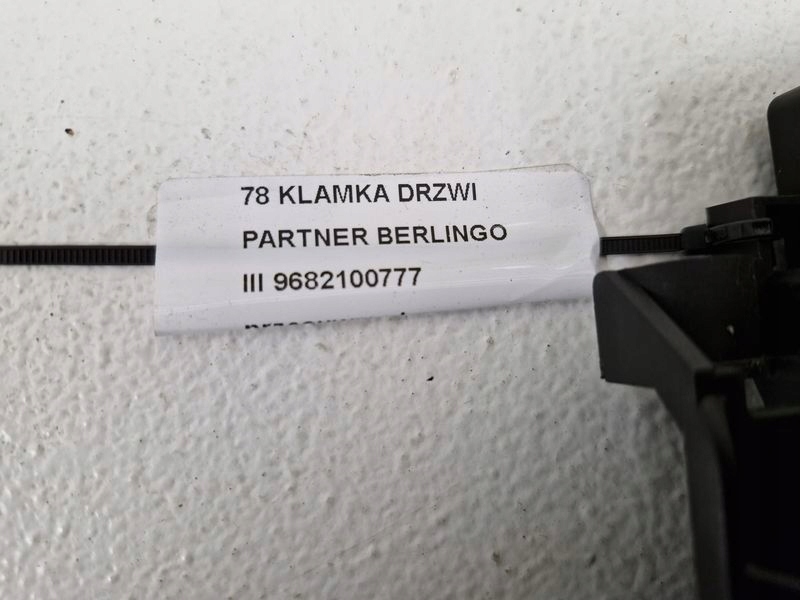 78 KLAMKA DRZWI
PARTNER BERLINGO
III 9682100777